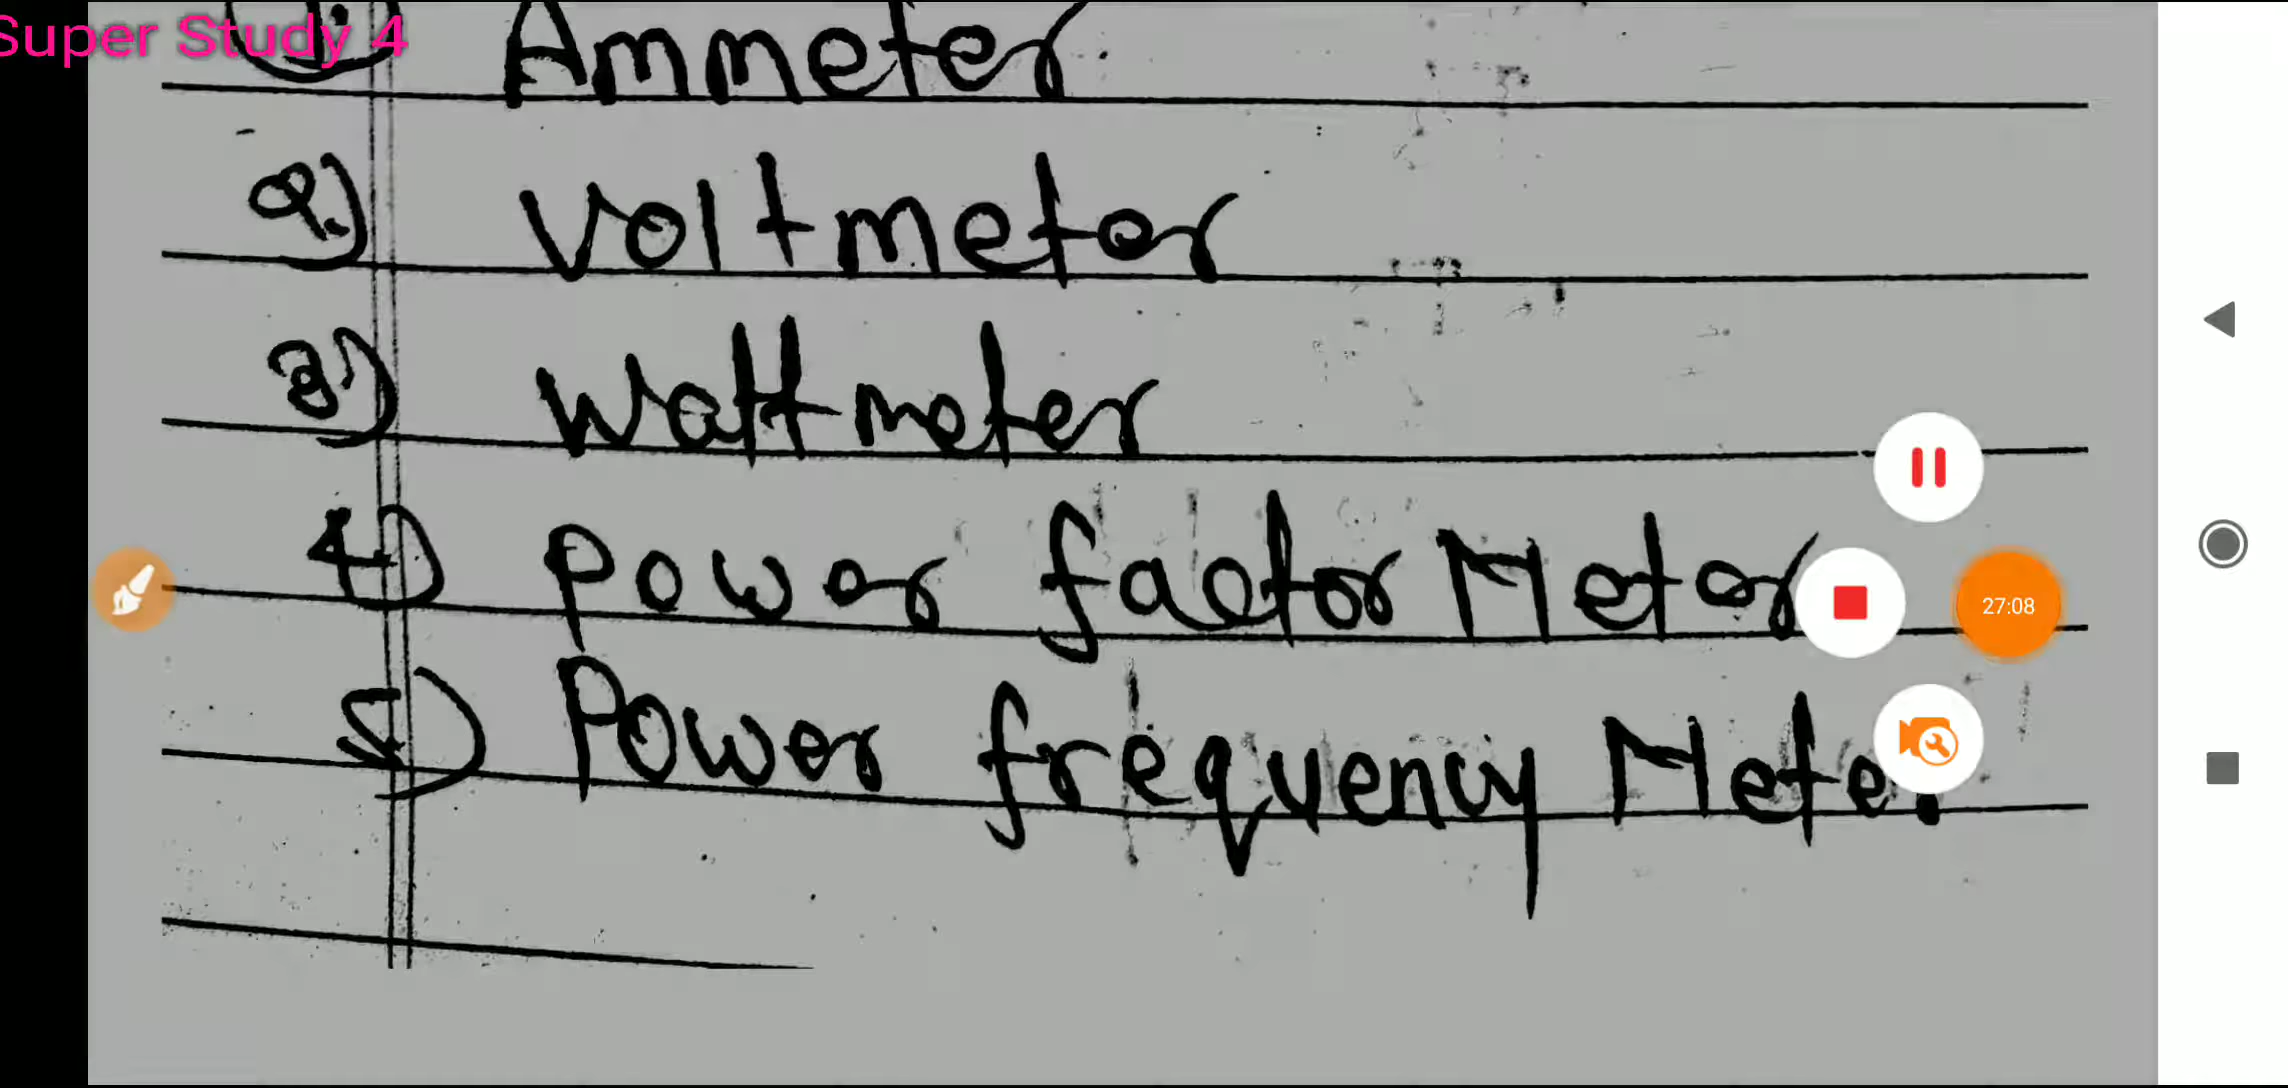 Super Study 4
1.) Ammeter
2.) Voltmeter
3) Wattmeter
4) Power factor Meter
5) Power frequency Meter
27:08